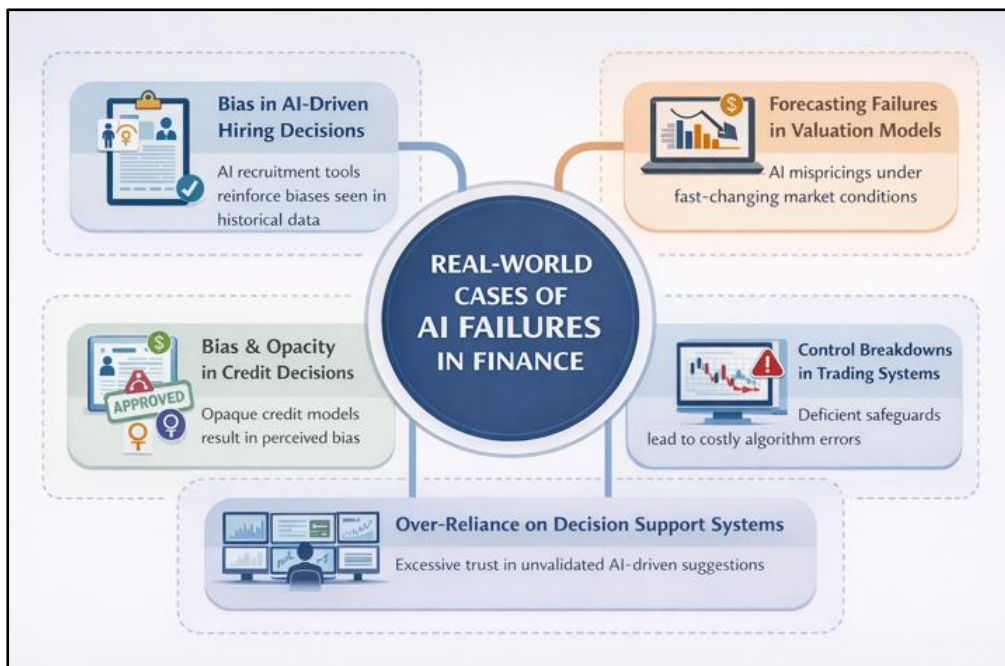 Bias in AI-Driven
Hiring Decisions
AI recruitment tools
reinforce biases seen in
historical data
Forecasting Failures
in Valuation Models
AI mispricings under
fast-changing market conditions
REAL-WORLD
CASES OF
AI FAILURES
IN FINANCE
Bias & Opacity
in Credit Decisions
APPROVED
Opaque credit models
result in perceived bias
Control Breakdowns
in Trading Systems
Deficient safeguards
lead to costly algorithm errors
Over-Reliance on Decision Support Systems
Excessive trust in unvalidated AI-driven suggestions